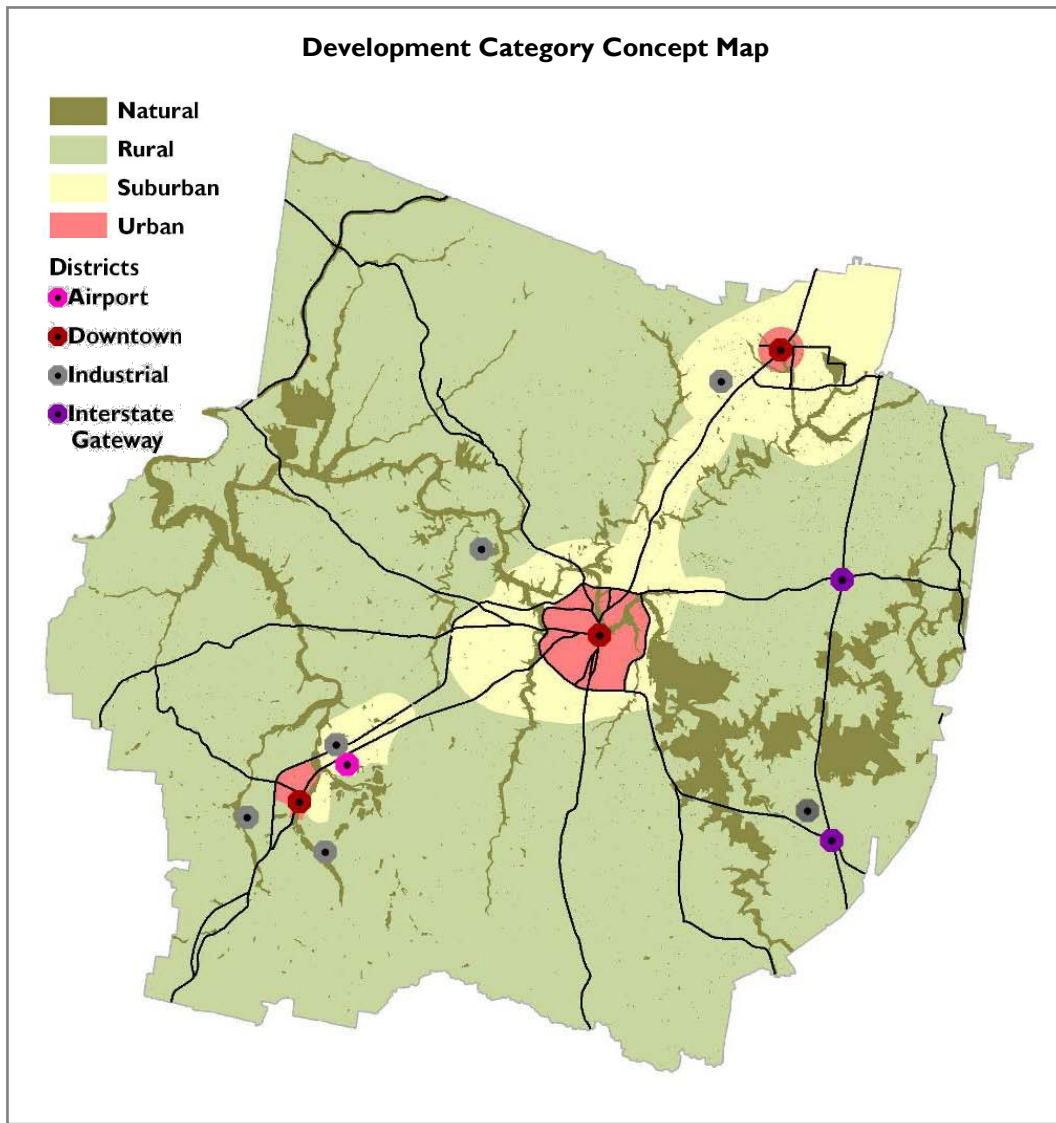 Development Category Concept Map
Natural
Rural
Suburban
Urban
Districts
Airport
Downtown
Industrial
Interstate
Gateway